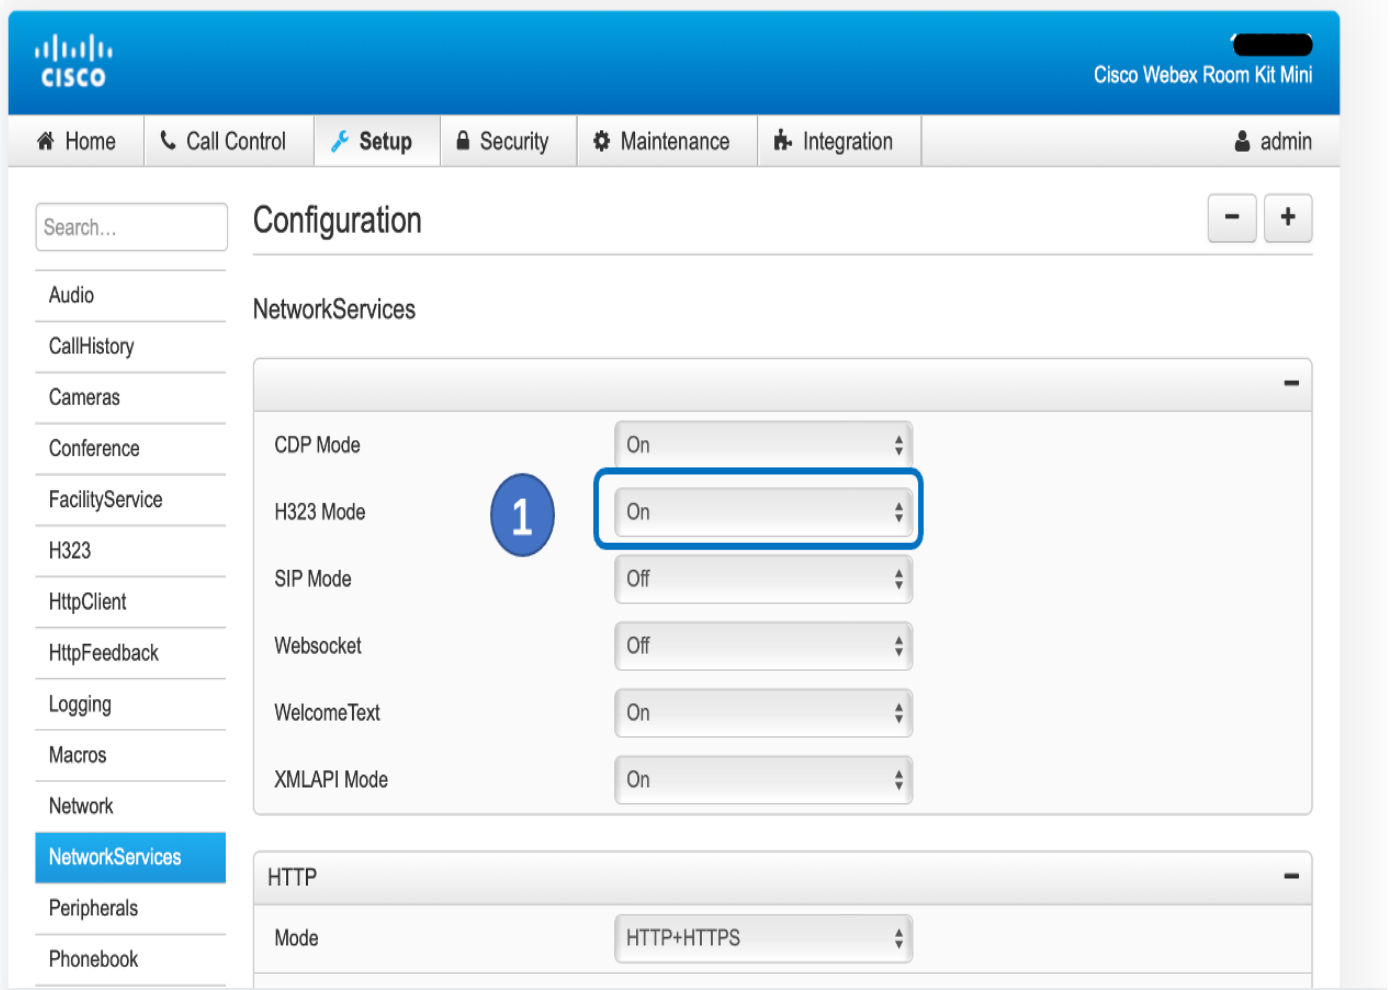 CISCO
Cisco Webex Room Kit Mini
Home Call Control Setup Security Maintenance Integration admin
Search...
Configuration
- +
Audio
CallHistory
Cameras
Conference
FacilityService
H323
HttpClient
HttpFeedback
Logging
Macros
Network
NetworkServices
Peripherals
Phonebook
NetworkServices
CDP Mode On
H323 Mode 1 On
SIP Mode Off
Websocket Off
WelcomeText On
XMLAPI Mode On
HTTP
Mode HTTP+HTTPS